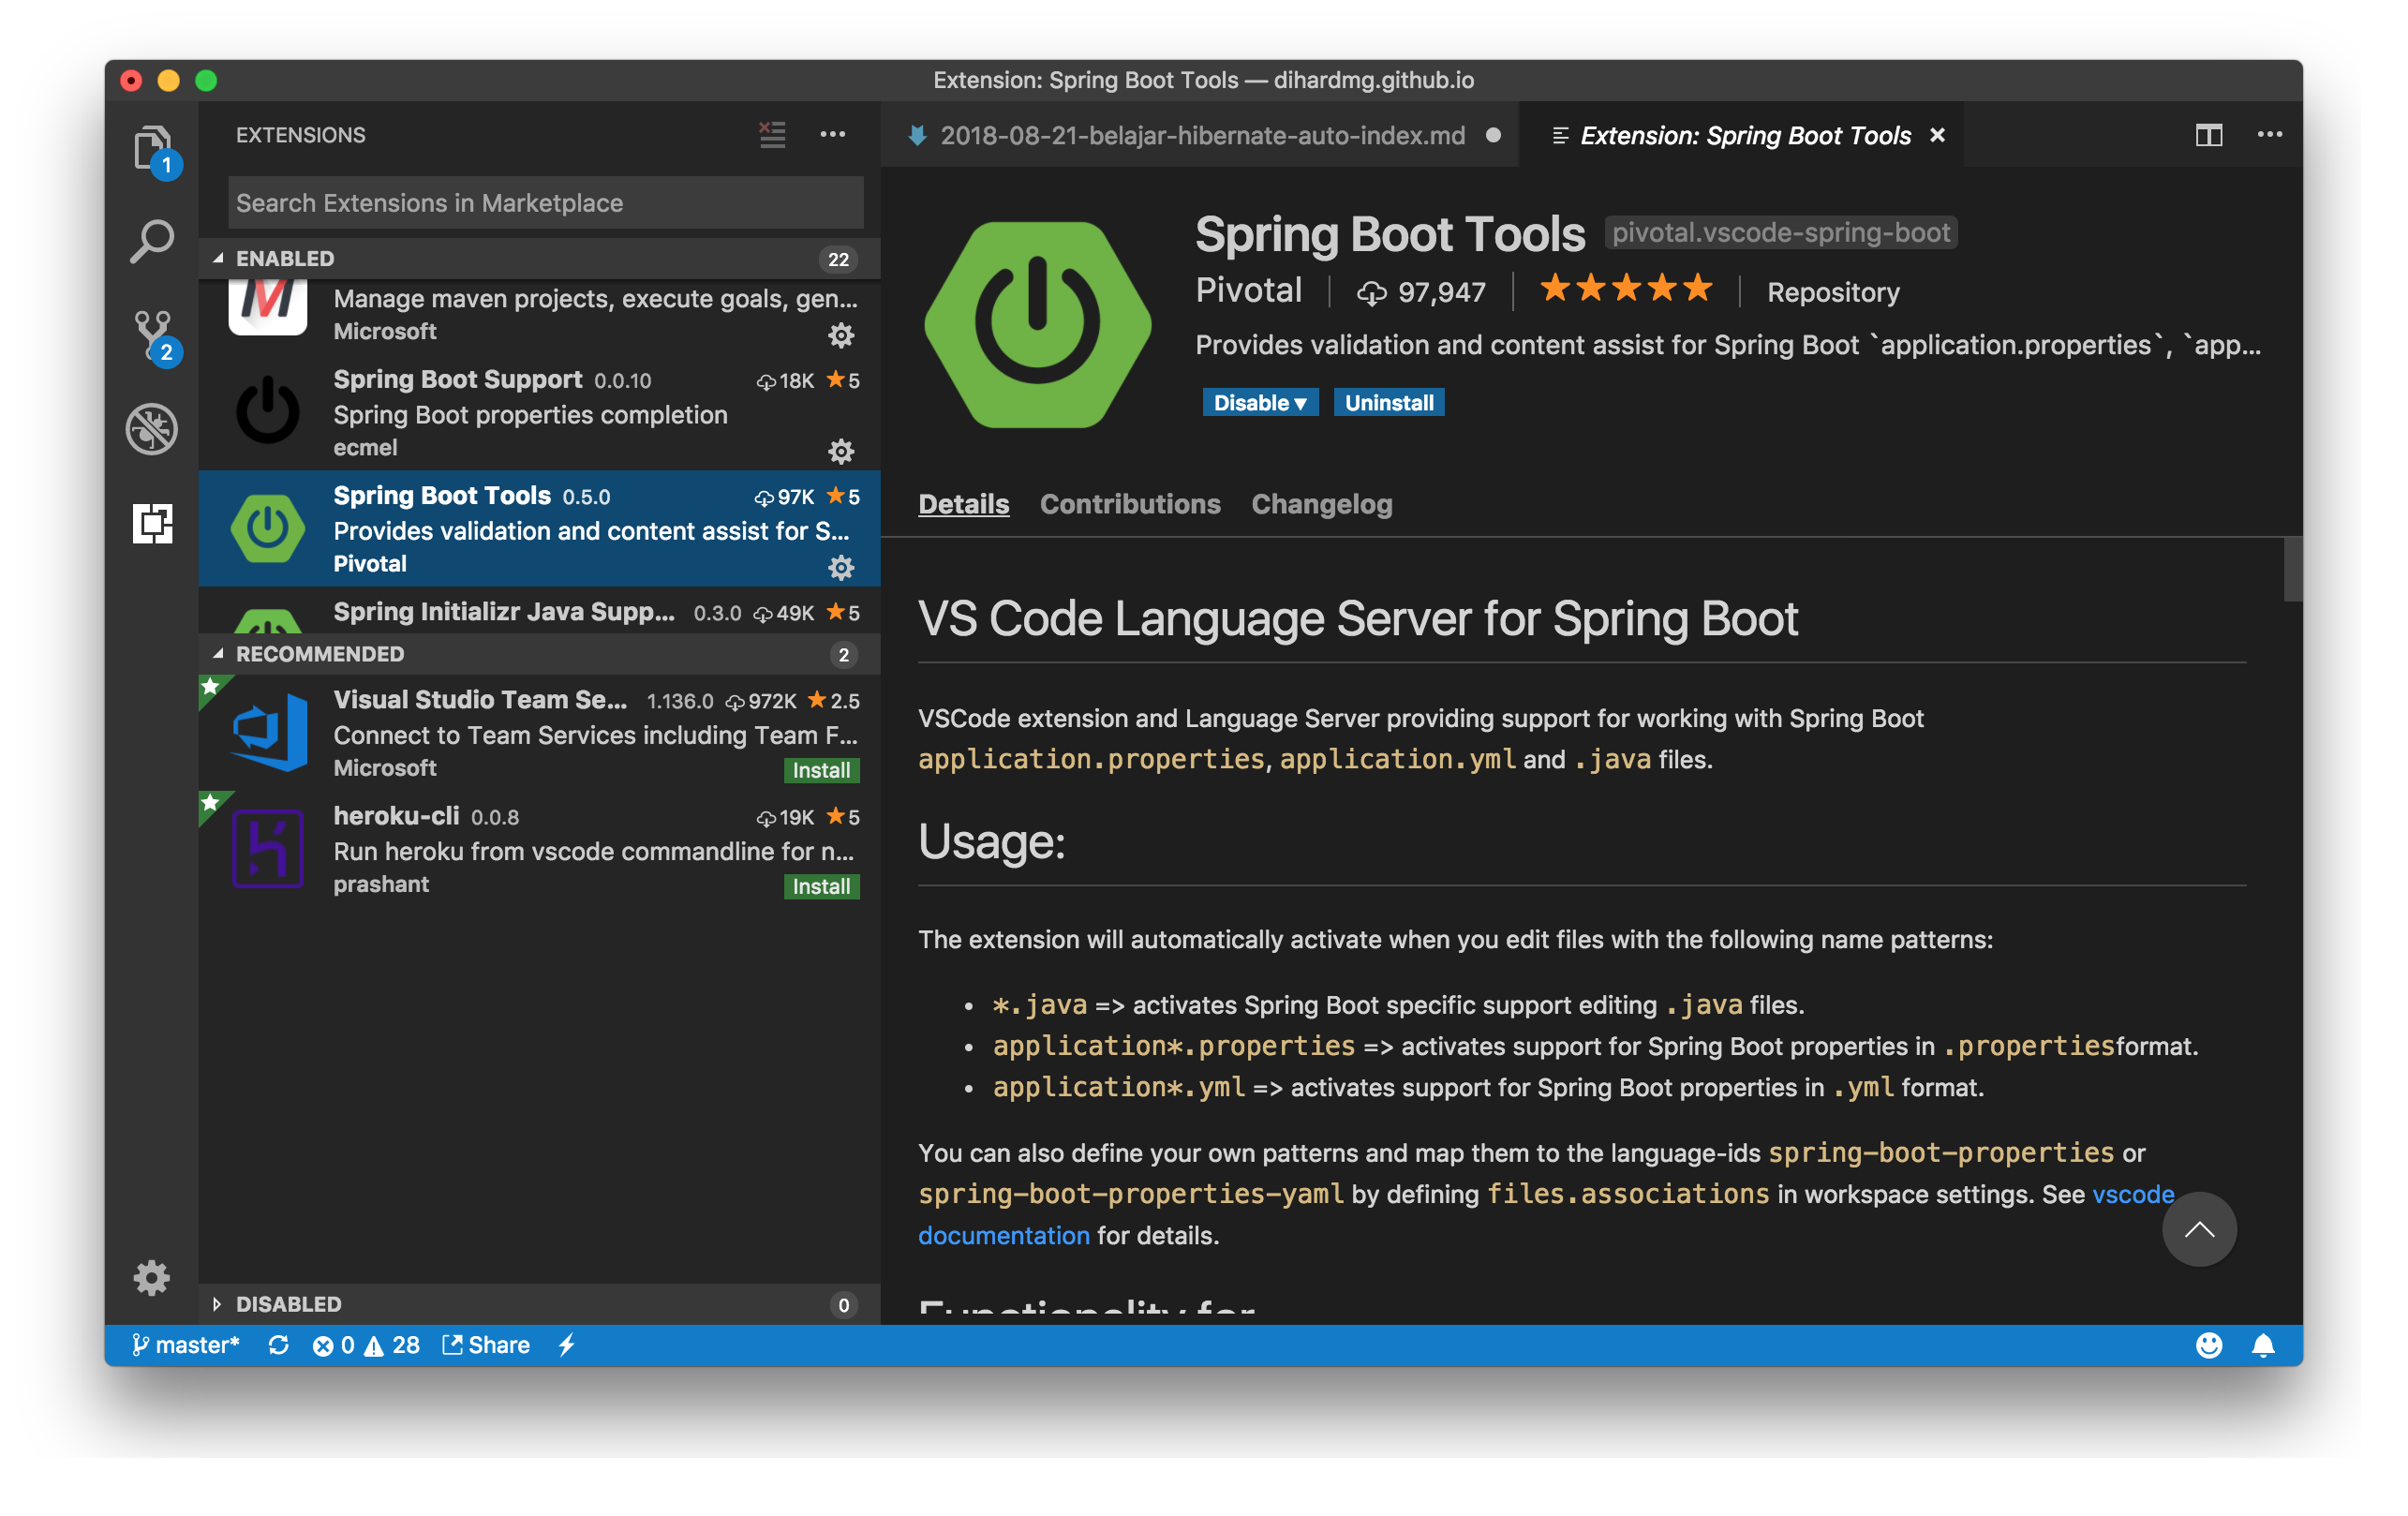 Extension: Spring Boot Tools — dihardmg.github.io
EXTENSIONS
Search Extensions in Marketplace
ENABLED 22
Manage maven projects, execute goals, gen...
Microsoft
Spring Boot Support 0.0.10 18K 5
Spring Boot properties completion
ecmel
Spring Boot Tools 0.5.0 97K 5
Provides validation and content assist for S...
Pivotal
Spring Initializr Java Supp... 0.3.0 49K 5
RECOMMENDED 2
Visual Studio Team Se... 1.136.0 972K 2.5
Connect to Team Services including Team F...
Microsoft Install
heroku-cli 0.0.8 19K 5
Run heroku from vscode commandline for n...
prashant Install
DISABLED 0
1
2
2018-08-21-belajar-hibernate-auto-index.md
Extension: Spring Boot Tools
Spring Boot Tools pivotal.vscode-spring-boot
Pivotal 97,947 Repository
Provides validation and content assist for Spring Boot `application.properties`, `app...
Disable Uninstall
Details Contributions Changelog
VS Code Language Server for Spring Boot
VSCode extension and Language Server providing support for working with Spring Boot
application.properties, application.yml and .java files.
Usage:
The extension will automatically activate when you edit files with the following name patterns:
• *.java => activates Spring Boot specific support editing .java files.
• application*.properties => activates support for Spring Boot properties in .propertiesformat.
• application*.yml => activates support for Spring Boot properties in .yml format.
You can also define your own patterns and map them to the language-ids spring-boot-properties or
spring-boot-properties-yaml by defining files.associations in workspace settings. See vscode
documentation for details.
Functionality for
master* 0 28 Share